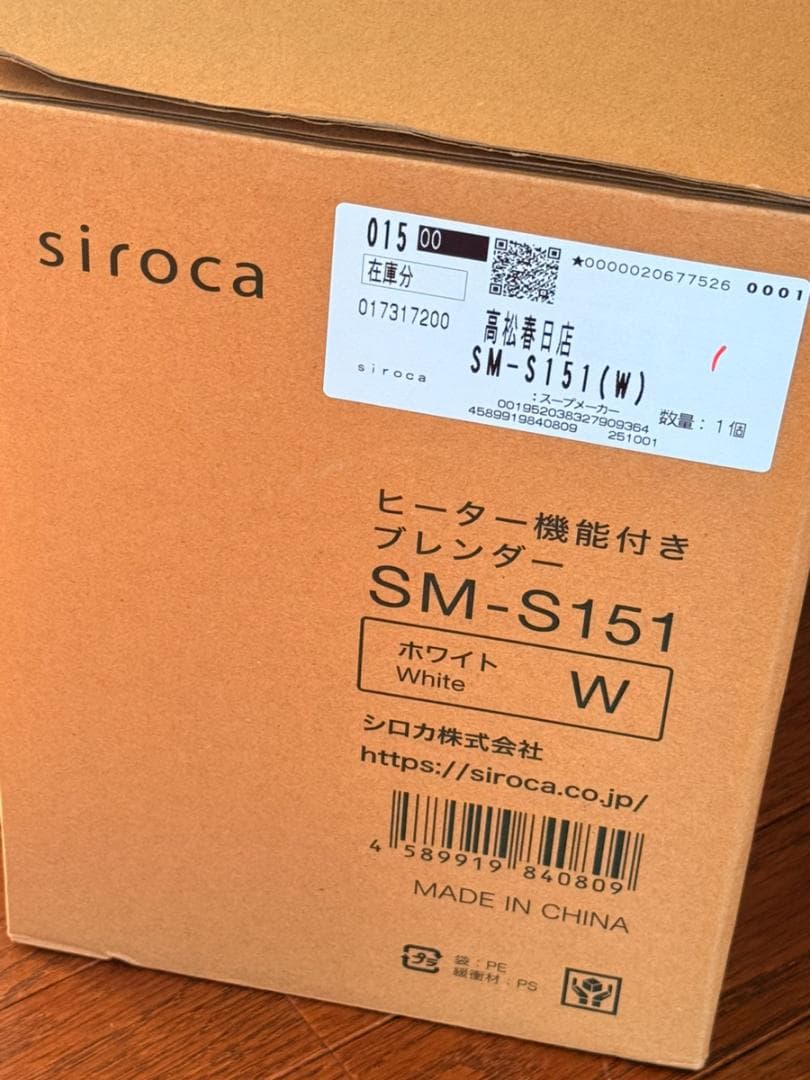 siroca
015 00
★0000020677526 0001
在庫分
017317200
高松春日店
SM-S151(W)
siroca
:スープメーカー
001952038327909364
数量:1個
4589919840809 251001
ヒーター機能付き
ブレンダー
SM-S151
ホワイト
White
W
シロカ株式会社
https://siroca.co.jp/
4 589919 840809
MADE IN CHINA
プラ
袋:PE
緩衝材:PS